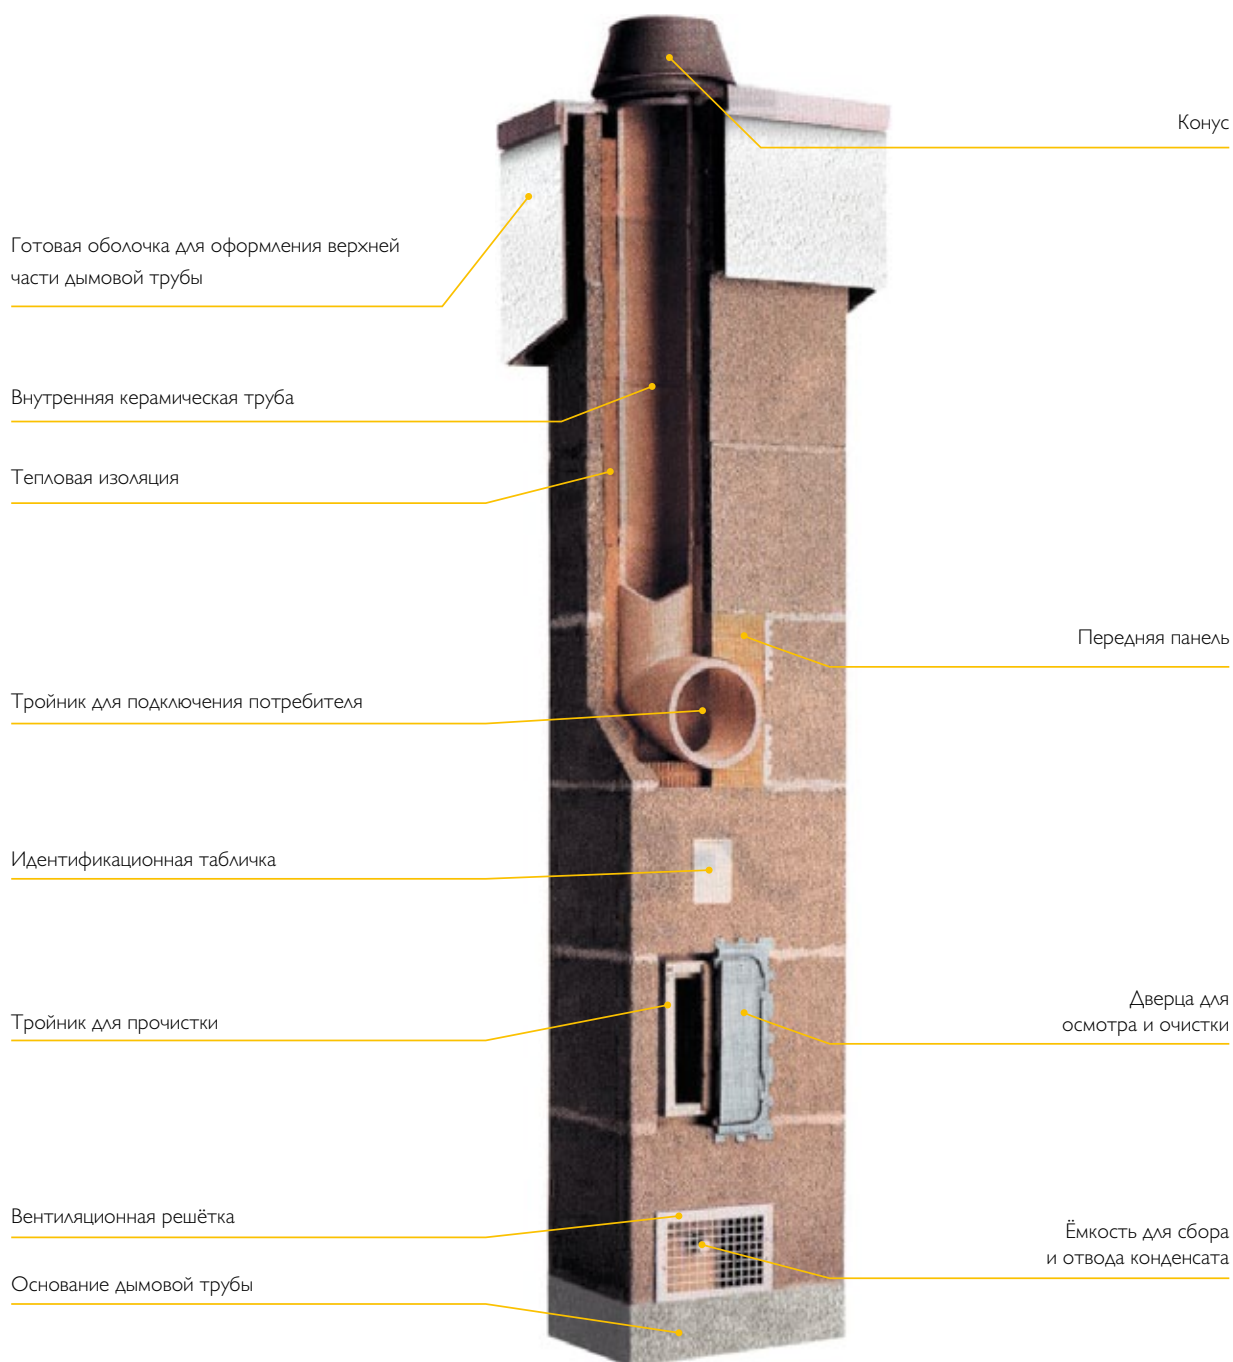 Конус
Готовая оболочка для оформления верхней
части дымовой трубы
Внутренняя керамическая труба
Тепловая изоляция
Передняя панель
Тройник для подключения потребителя
Идентификационная табличка
Дверца для
осмотра и очистки
Тройник для прочистки
Вентиляционная решётка
Ёмкость для сбора
и отвода конденсата
Основание дымовой трубы